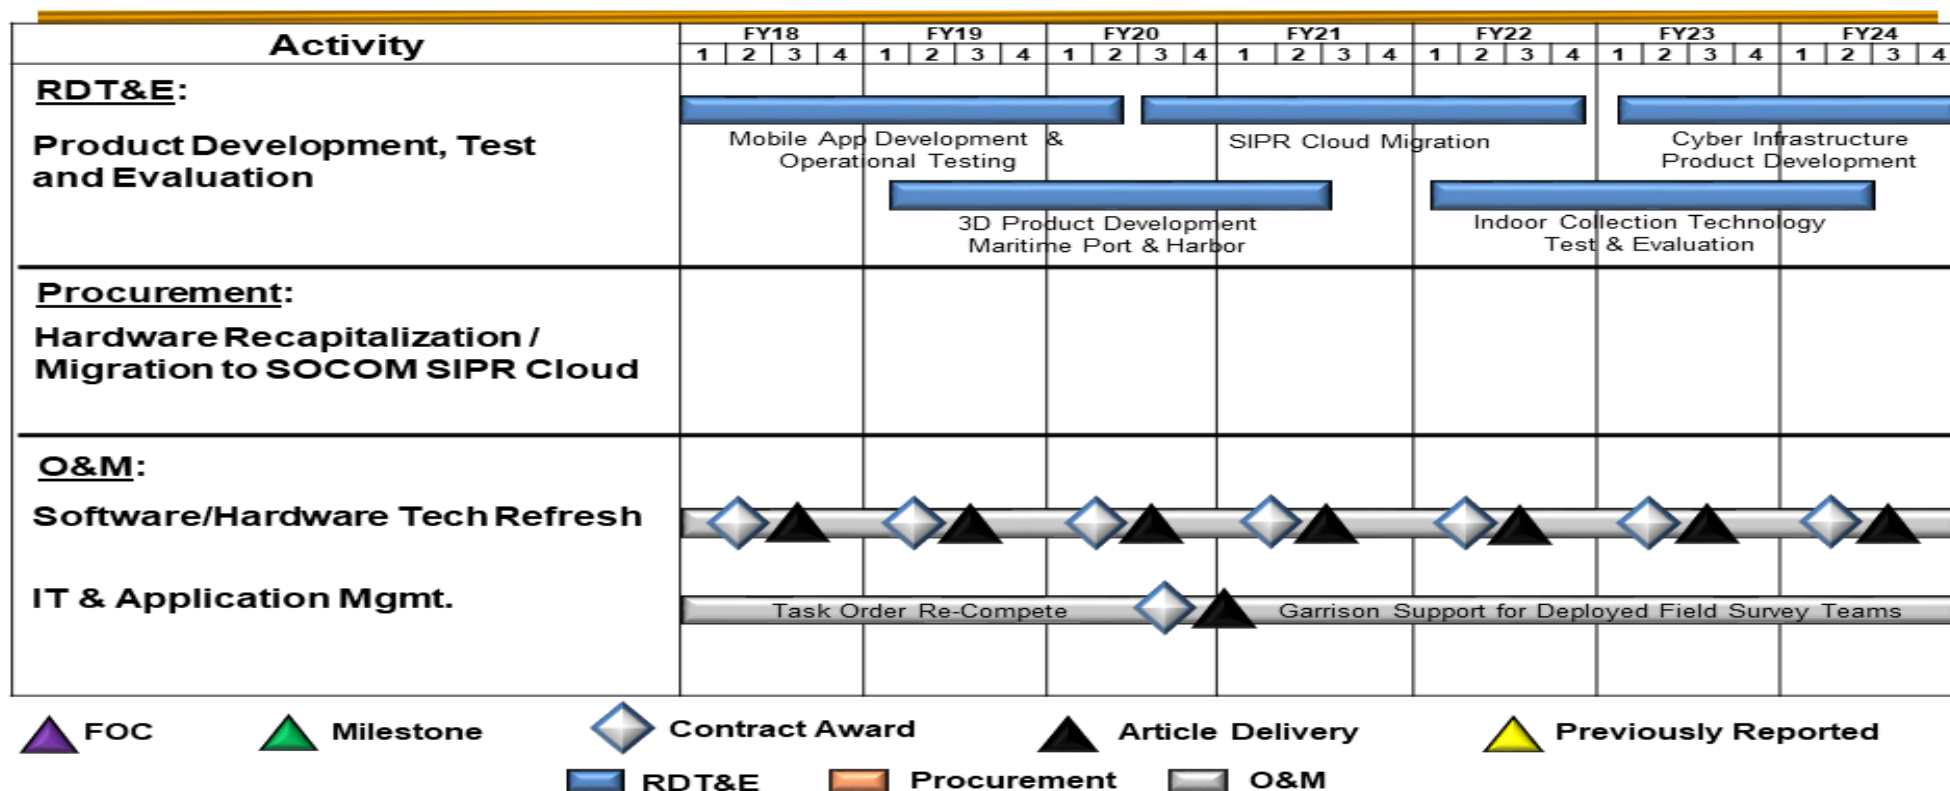 Activity
FY18 FY19 FY20 FY21 FY22 FY23 FY24
1 2 3 4 1 2 3 4 1 2 3 4 1 2 3 4 1 2 3 4 1 2 3 4 1 2 3 4
RDT&E:
Product Development, Test
and Evaluation
Mobile App Development &
Operational Testing
SIPR Cloud Migration
Cyber Infrastructure
Product Development
3D Product Development
Maritime Port & Harbor
Indoor Collection Technology
Test & Evaluation
Procurement:
Hardware Recapitalization /
Migration to SOCOM SIPR Cloud
O&M:
Software/Hardware Tech Refresh
IT & Application Mgmt.
Task Order Re-Compete
Garrison Support for Deployed Field Survey Teams
FOC
Milestone
Contract Award
Article Delivery
Previously Reported
RDT&E
Procurement
O&M